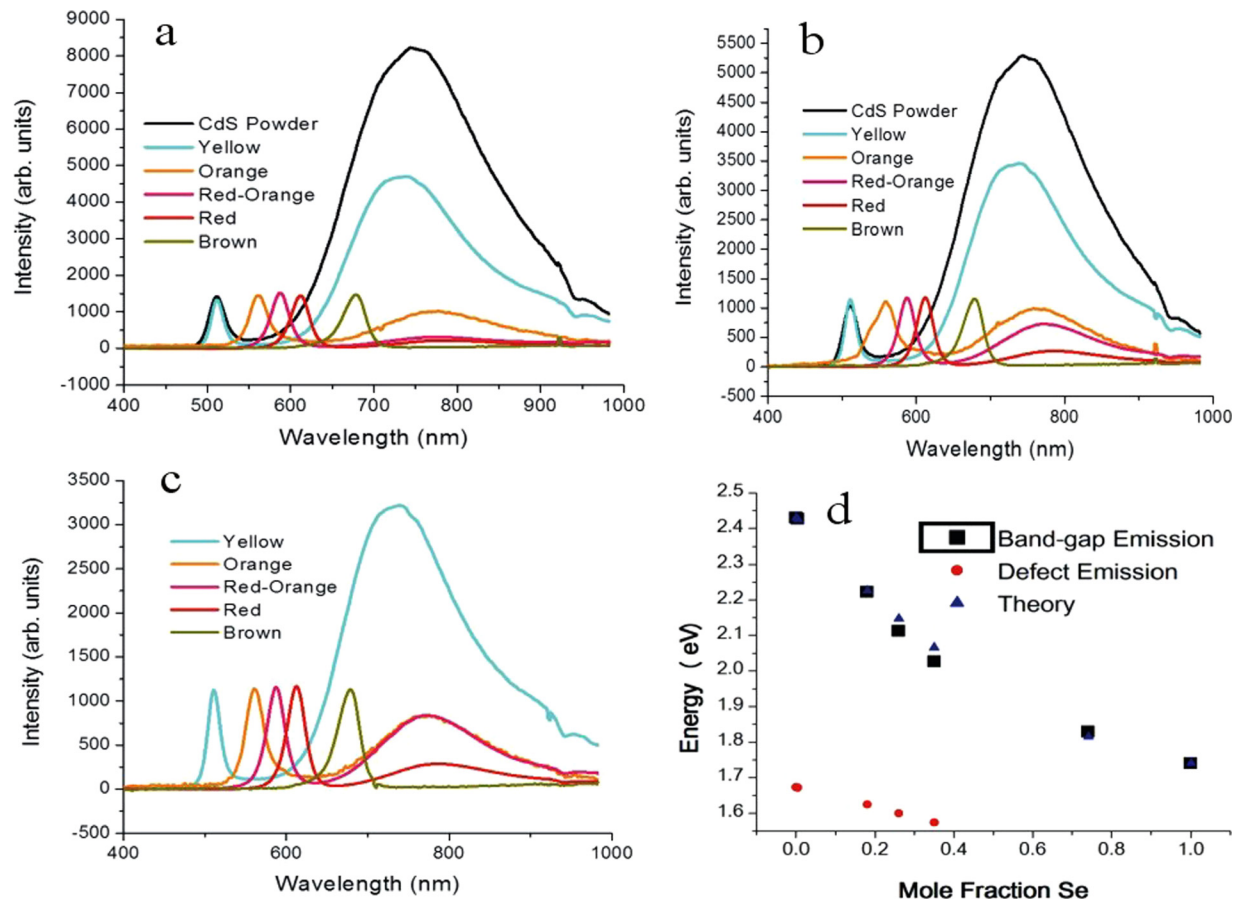 a
9000
8000
7000
6000
5000
4000
3000
2000
1000
0
-1000
Intensity (arb. units)
CdS Powder
Yellow
Orange
Red-Orange
Red
Brown
400 500 600 700 800 900 1000
Wavelength (nm)
b
5500
5000
4500
4000
3500
3000
2500
2000
1500
1000
500
0
-500
Intensity (arb. units)
CdS Powder
Yellow
Orange
Red-Orange
Red
Brown
400 600 800 1000
Wavelength (nm)
c
3500
3000
2500
2000
1500
1000
500
0
-500
Intensity (arb. units)
Yellow
Orange
Red-Orange
Red
Brown
400 600 800 1000
Wavelength (nm)
d
2.5
2.4
2.3
2.2
2.1
2.0
1.9
1.8
1.7
1.6
Energy ( eV)
Band-gap Emission
Defect Emission
Theory
0.0 0.2 0.4 0.6 0.8 1.0
Mole Fraction Se